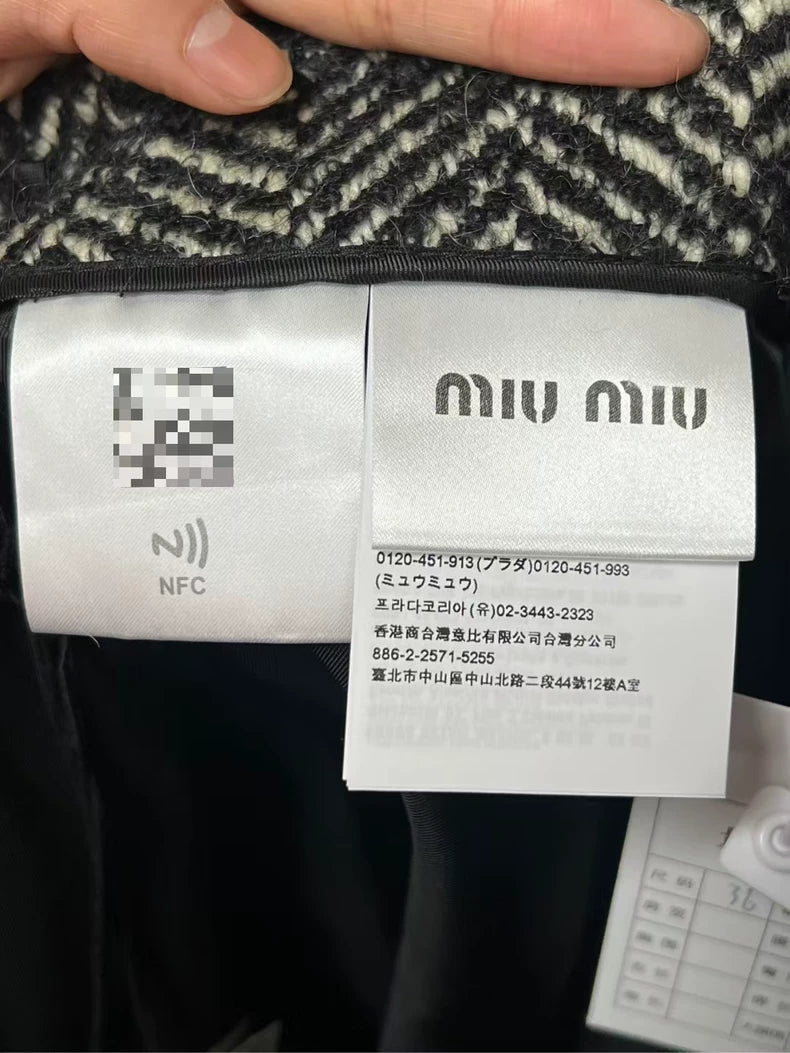 MIU MIU
NFC
0120-451-913(プラダ)0120-451-993
(ミュウミュウ)
프라다코리아(유)02-3443-2323
香港商台灣意比有限公司台灣分公司
886-2-2571-5255
臺北市中山區中山北路二段44號12樓A室
尺码 36